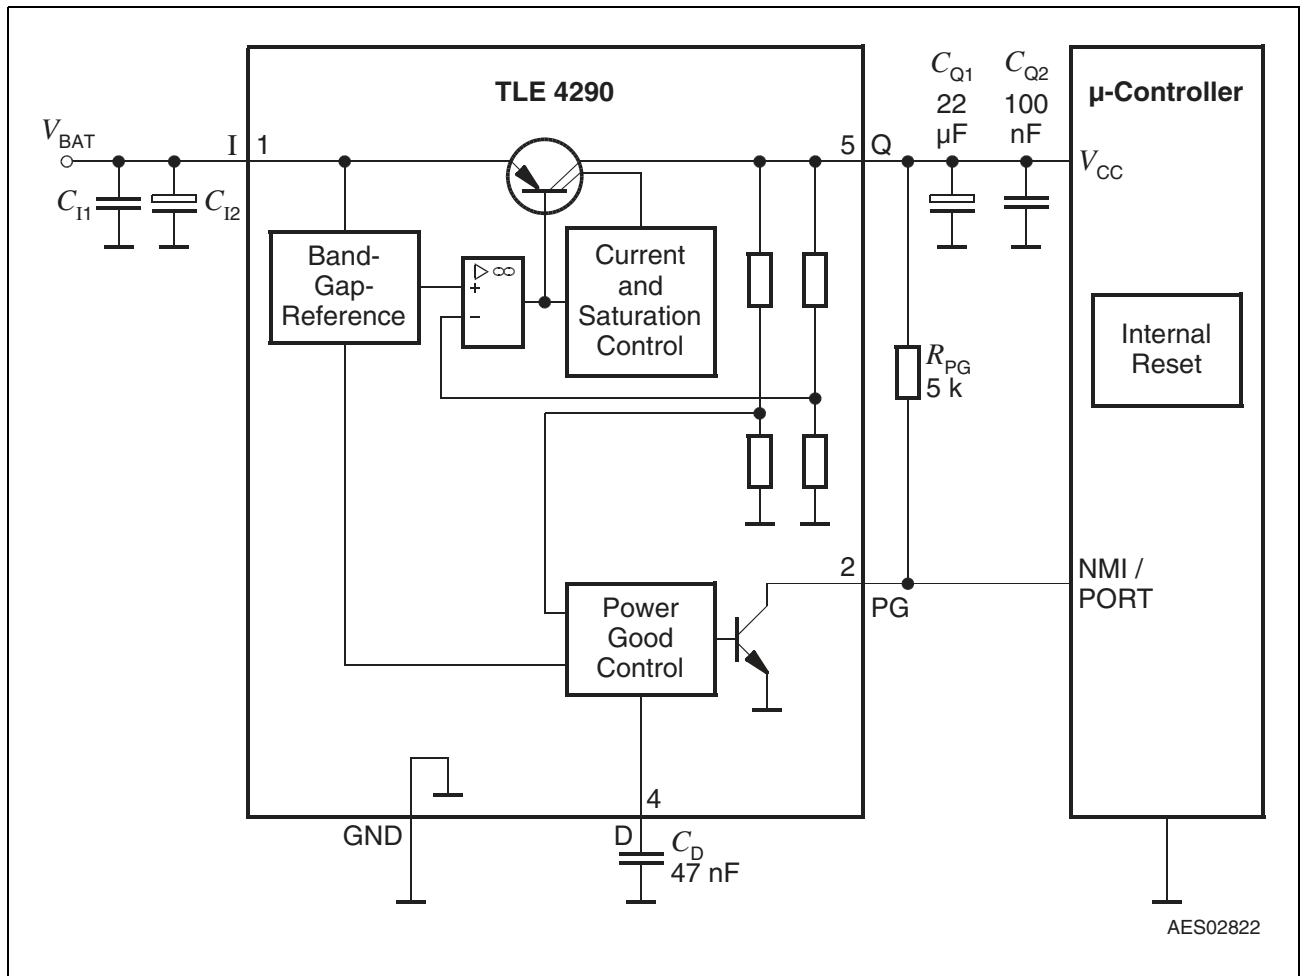 TLE 4290
C_Q1
22
µF
C_Q2
100
nF
µ-Controller
V_BAT
I
1
5
Q
V_CC
C_I1
C_I2
Band-
Gap-
Reference
▷ ∞
+
−
Current
and
Saturation
Control
Internal
Reset
R_PG
5 k
2
PG
NMI /
PORT
Power
Good
Control
4
GND
D
C_D
47 nF
AES02822